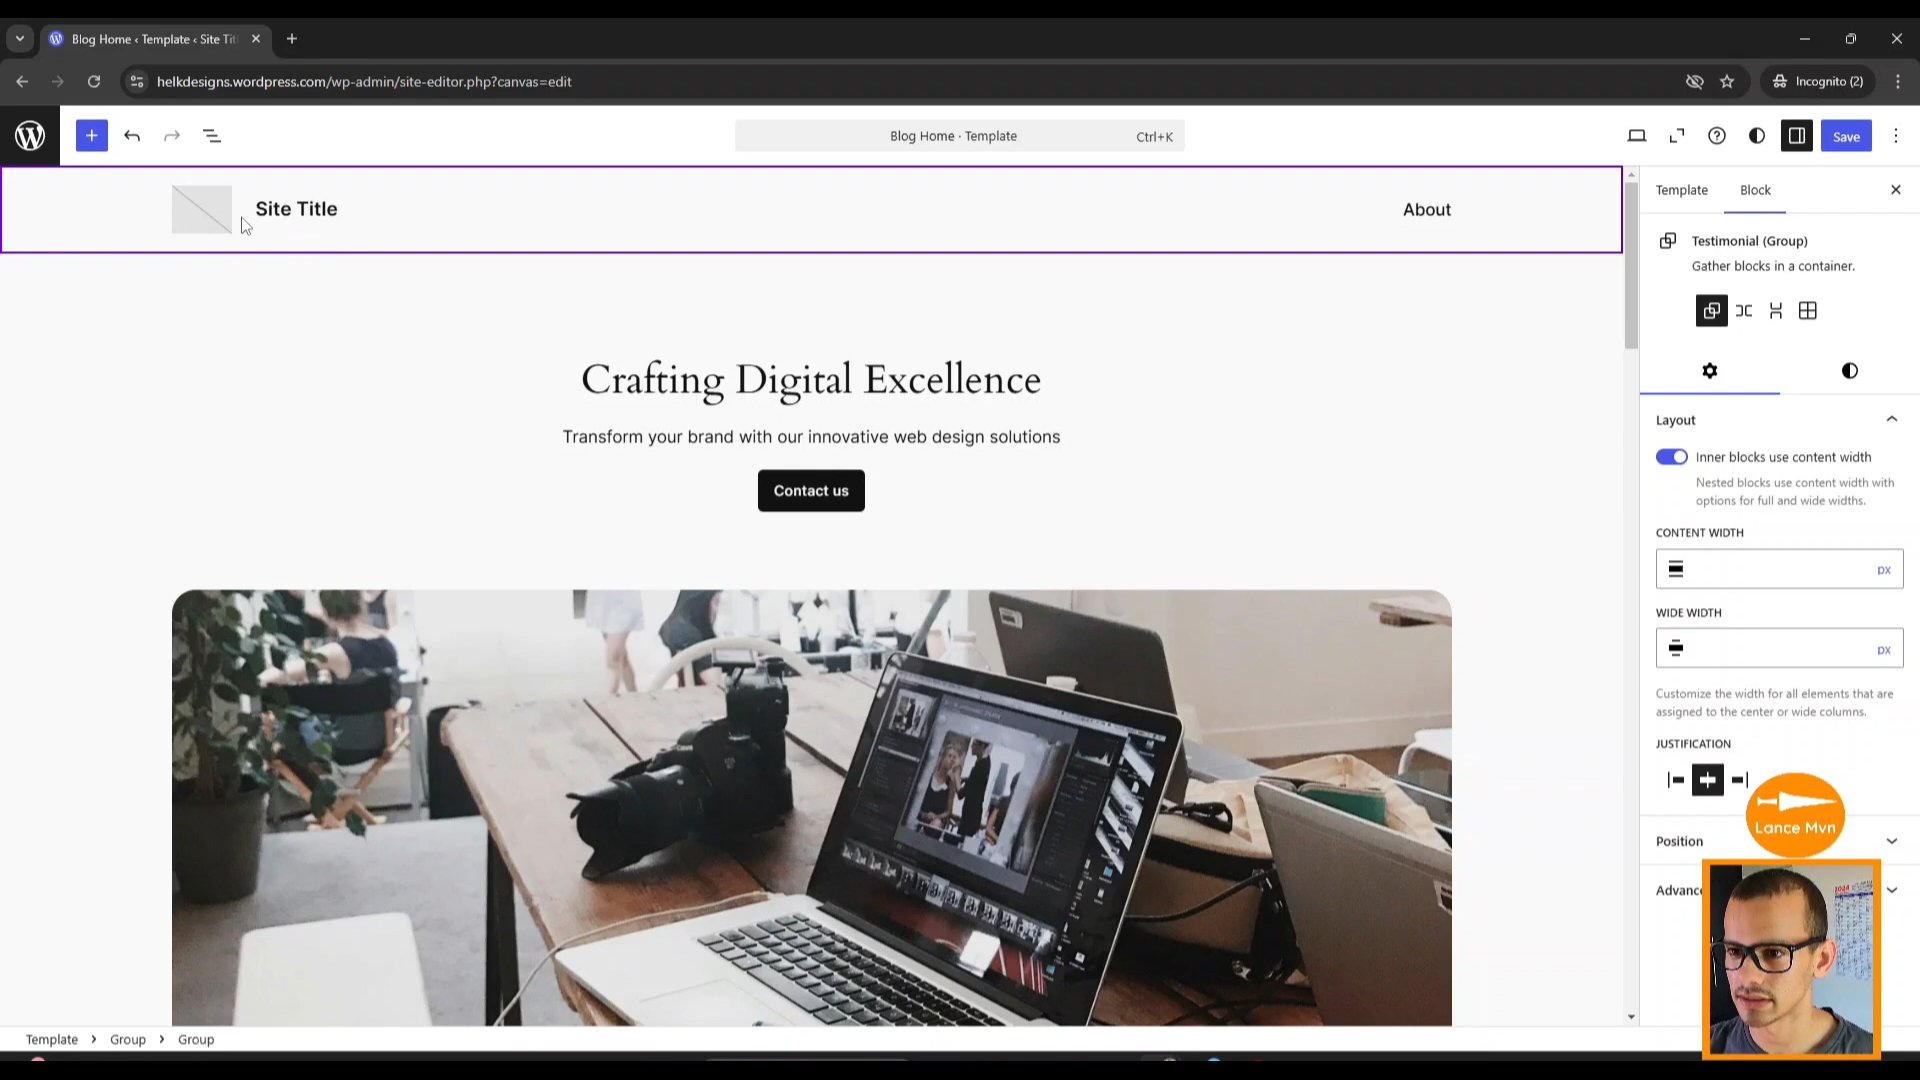 Blog Home ‹ Template ‹ Site Tit
helkdesigns.wordpress.com/wp-admin/site-editor.php?canvas=edit
Incognito (2)
Blog Home · Template
Ctrl+K
Save
Site Title
About
Template
Block
Testimonial (Group)
Gather blocks in a container.
Crafting Digital Excellence
Transform your brand with our innovative web design solutions
Contact us
Layout
Inner blocks use content width
Nested blocks use content width with
options for full and wide widths.
CONTENT WIDTH
px
WIDE WIDTH
px
Customize the width for all elements that are
assigned to the center or wide columns.
JUSTIFICATION
Lance Mvn
Position
Advance
2024
Template
Group
Group